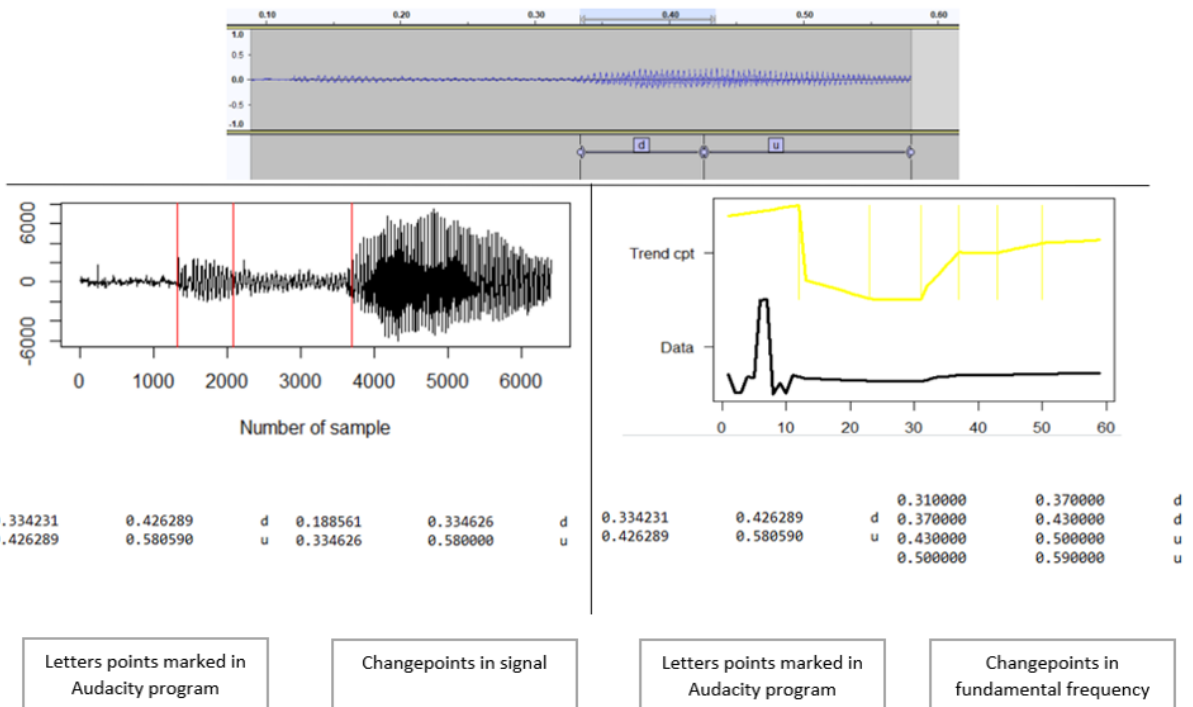 0.10 0.20 0.30 0.40 0.50 0.60
1.0
0.5
0.0
-0.5
-1.0
d u
6000
0
-6000
0 1000 2000 3000 4000 5000 6000
Number of sample
Trend cpt
Data
0 10 20 30 40 50 60
.334231 0.426289 d 0.188561 0.334626 d
.426289 0.580590 u 0.334626 0.580000 u
0.310000 0.370000 d
0.334231 0.426289 d 0.370000 0.430000 d
0.426289 0.580590 u 0.430000 0.500000 u
0.500000 0.590000 u
Letters points marked in
Audacity program
Changepoints in signal
Letters points marked in
Audacity program
Changepoints in
fundamental frequency